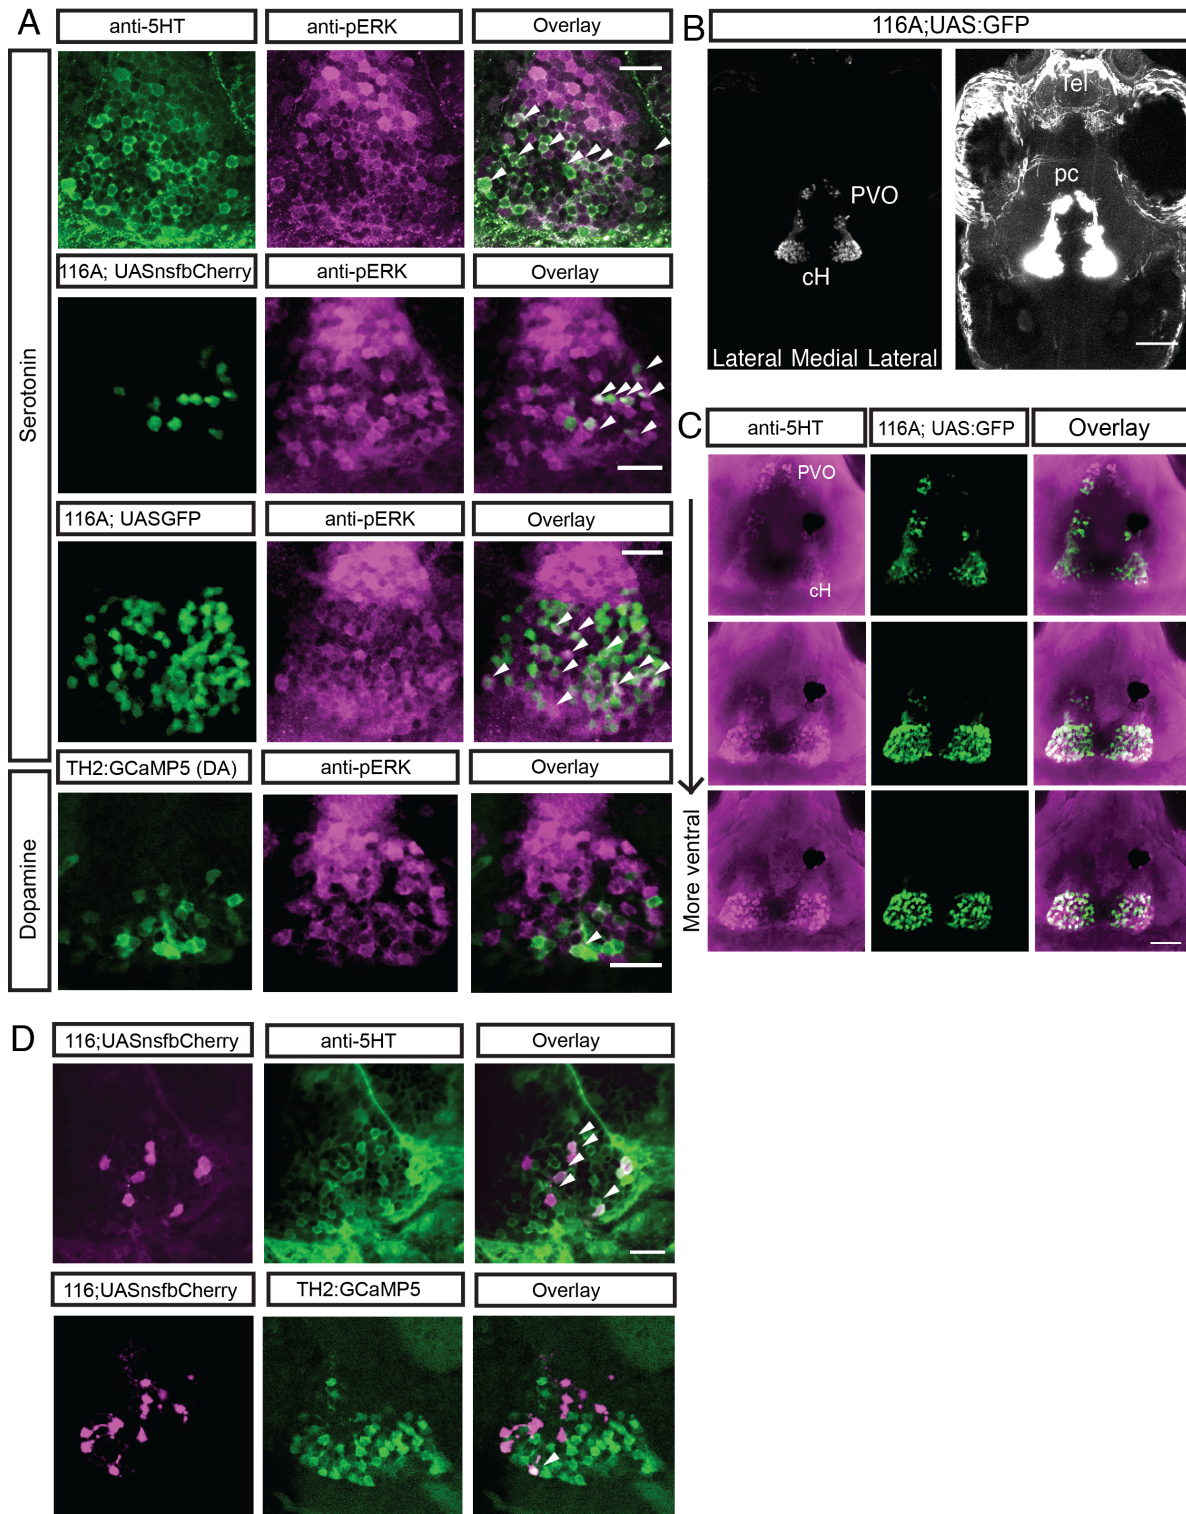 A
anti-5HT
anti-pERK
Overlay
116A; UASnsfbCherry
anti-pERK
Overlay
Serotonin
116A; UASGFP
anti-pERK
Overlay
TH2:GCaMP5 (DA)
anti-pERK
Overlay
Dopamine
B
116A;UAS:GFP
PVO
cH
Lateral Medial Lateral
Tel
pc
C
anti-5HT
116A; UAS:GFP
Overlay
PVO
cH
More ventral
D
116;UASnsfbCherry
anti-5HT
Overlay
116;UASnsfbCherry
TH2:GCaMP5
Overlay